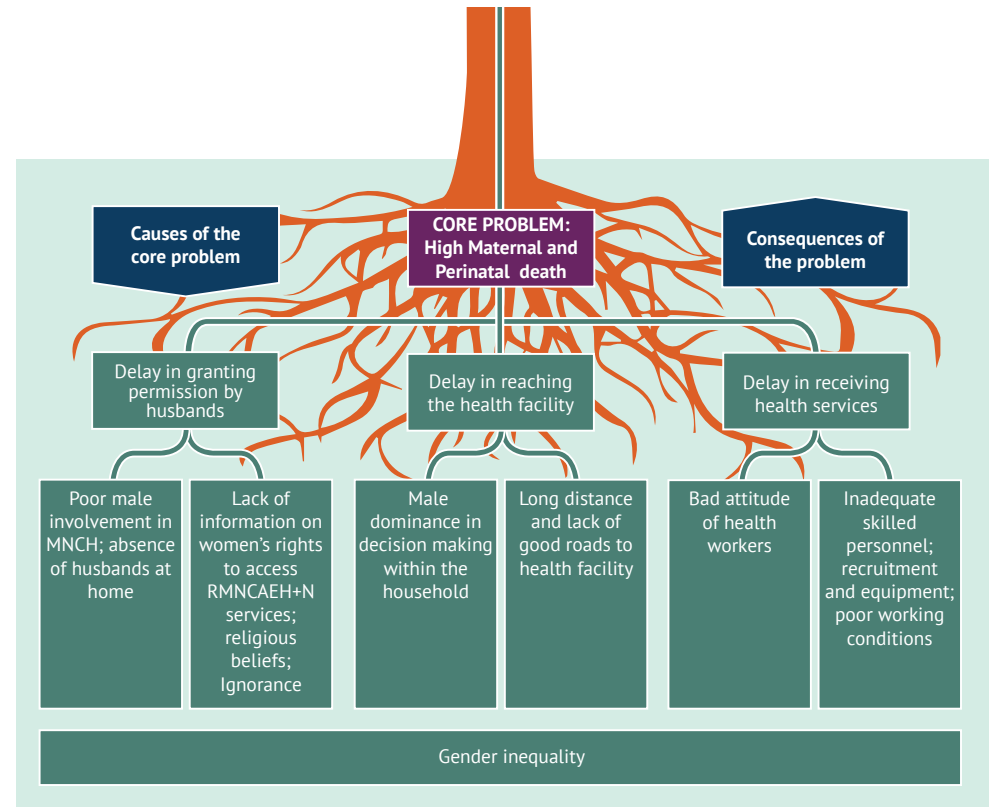 Causes of the
core problem
CORE PROBLEM:
High Maternal and
Perinatal death
Consequences of
the problem
Delay in granting
permission by
husbands
Delay in reaching
the health facility
Delay in receiving
health services
Poor male
involvement in
MNCH; absence
of husbands at
home
Lack of
information on
women’s rights
to access
RMNCAEH+N
services;
religious
beliefs;
Ignorance
Male
dominance in
decision making
within the
household
Long distance
and lack of
good roads to
health facility
Bad attitude
of health
workers
Inadequate
skilled
personnel;
recruitment
and equipment;
poor working
conditions
Gender inequality